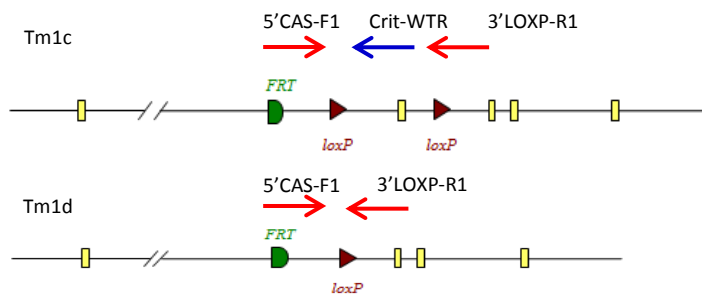 5'CAS-F1 Crit-WTR 3'LOXP-R1
Tm1c
FRT
loxP loxP
5'CAS-F1 3'LOXP-R1
Tm1d
FRT
loxP